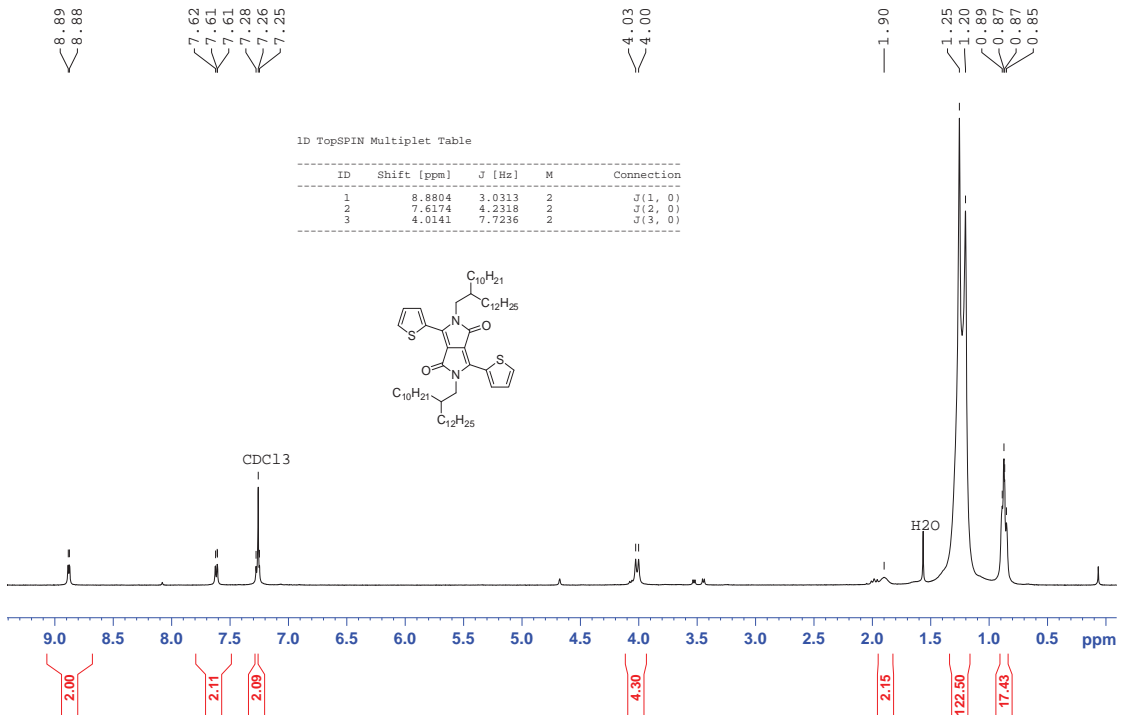 8.89
8.88
7.62
7.61
7.61
7.28
7.26
7.25
4.03
4.00
1.90
1.25
1.20
0.89
0.87
0.87
0.85
1D TopSPIN Multiplet Table
ID Shift [ppm] J [Hz] M Connection
1 8.8804 3.0313 2 J(1, 0)
2 7.6174 4.2318 2 J(2, 0)
3 4.0141 7.7236 2 J(3, 0)
C10H21
C12H25
N
S
O
S
O
N
C10H21
C12H25
CDCl3
H2O
9.0 8.5 8.0 7.5 7.0 6.5 6.0 5.5 5.0 4.5 4.0 3.5 3.0 2.5 2.0 1.5 1.0 0.5 ppm
2.00
2.11
2.09
4.30
2.15
122.50
17.43